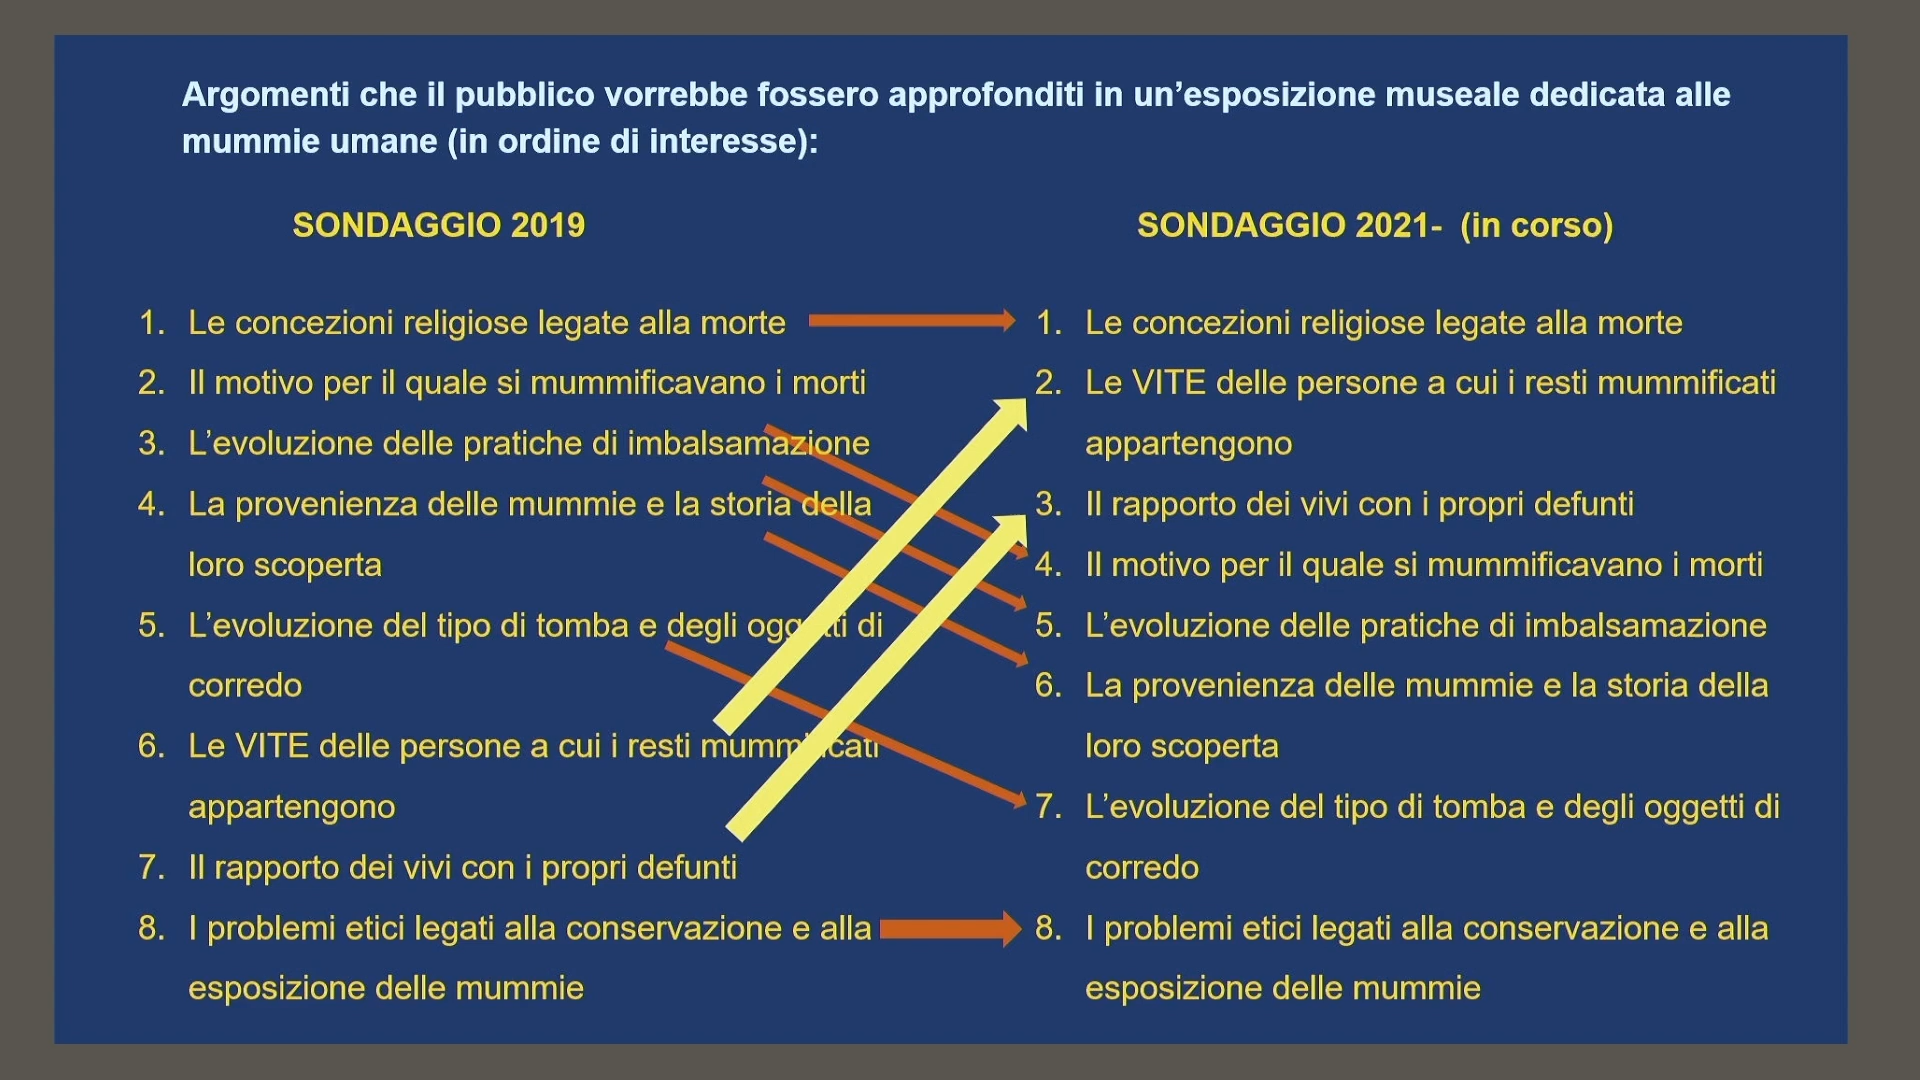 Argomenti che il pubblico vorrebbe fossero approfonditi in un’esposizione museale dedicata alle
mummie umane (in ordine di interesse):
SONDAGGIO 2019
1. Le concezioni religiose legate alla morte
2. Il motivo per il quale si mummificavano i morti
3. L’evoluzione delle pratiche di imbalsamazione
4. La provenienza delle mummie e la storia della
loro scoperta
5. L’evoluzione del tipo di tomba e degli oggetti di
corredo
6. Le VITE delle persone a cui i resti mummificati
appartengono
7. Il rapporto dei vivi con i propri defunti
8. I problemi etici legati alla conservazione e alla
esposizione delle mummie
SONDAGGIO 2021- (in corso)
1. Le concezioni religiose legate alla morte
2. Le VITE delle persone a cui i resti mummificati
appartengono
3. Il rapporto dei vivi con i propri defunti
4. Il motivo per il quale si mummificavano i morti
5. L’evoluzione delle pratiche di imbalsamazione
6. La provenienza delle mummie e la storia della
loro scoperta
7. L’evoluzione del tipo di tomba e degli oggetti di
corredo
8. I problemi etici legati alla conservazione e alla
esposizione delle mummie